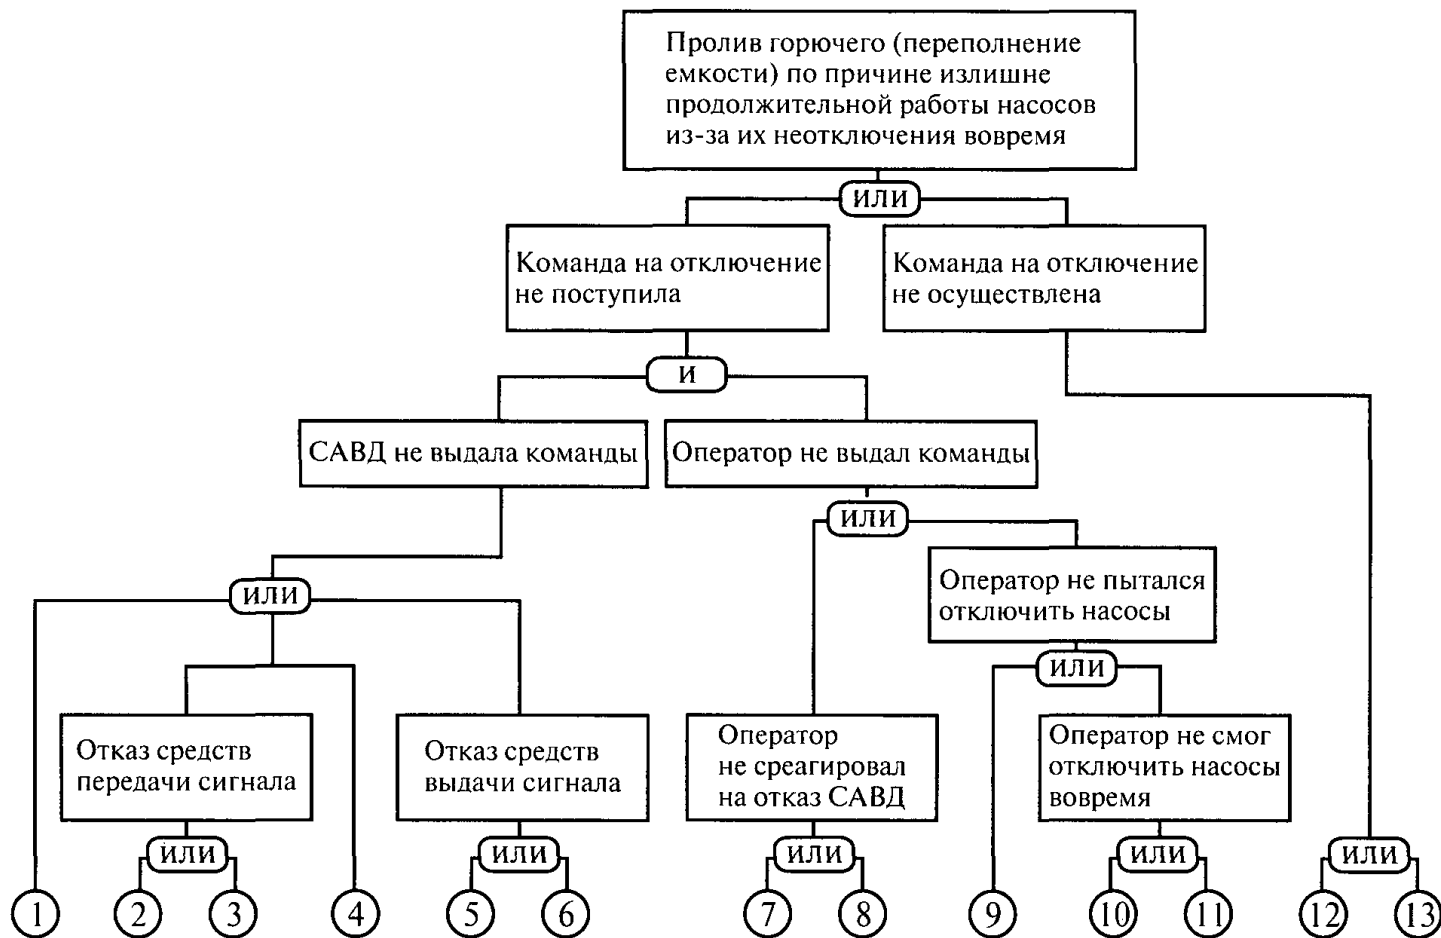 Пролив горючего (переполнение
емкости) по причине излишне
продолжительной работы насосов
из-за их неотключения вовремя
ИЛИ
Команда на отключение
не поступила
Команда на отключение
не осуществлена
И
САВД не выдала команды
Оператор не выдал команды
ИЛИ
Оператор не пытался
отключить насосы
ИЛИ
ИЛИ
Отказ средств
передачи сигнала
Отказ средств
выдачи сигнала
Оператор
не среагировал
на отказ САВД
Оператор не смог
отключить насосы
вовремя
ИЛИ
ИЛИ
ИЛИ
ИЛИ
ИЛИ
1
2
3
4
5
6
7
8
9
10
11
12
13